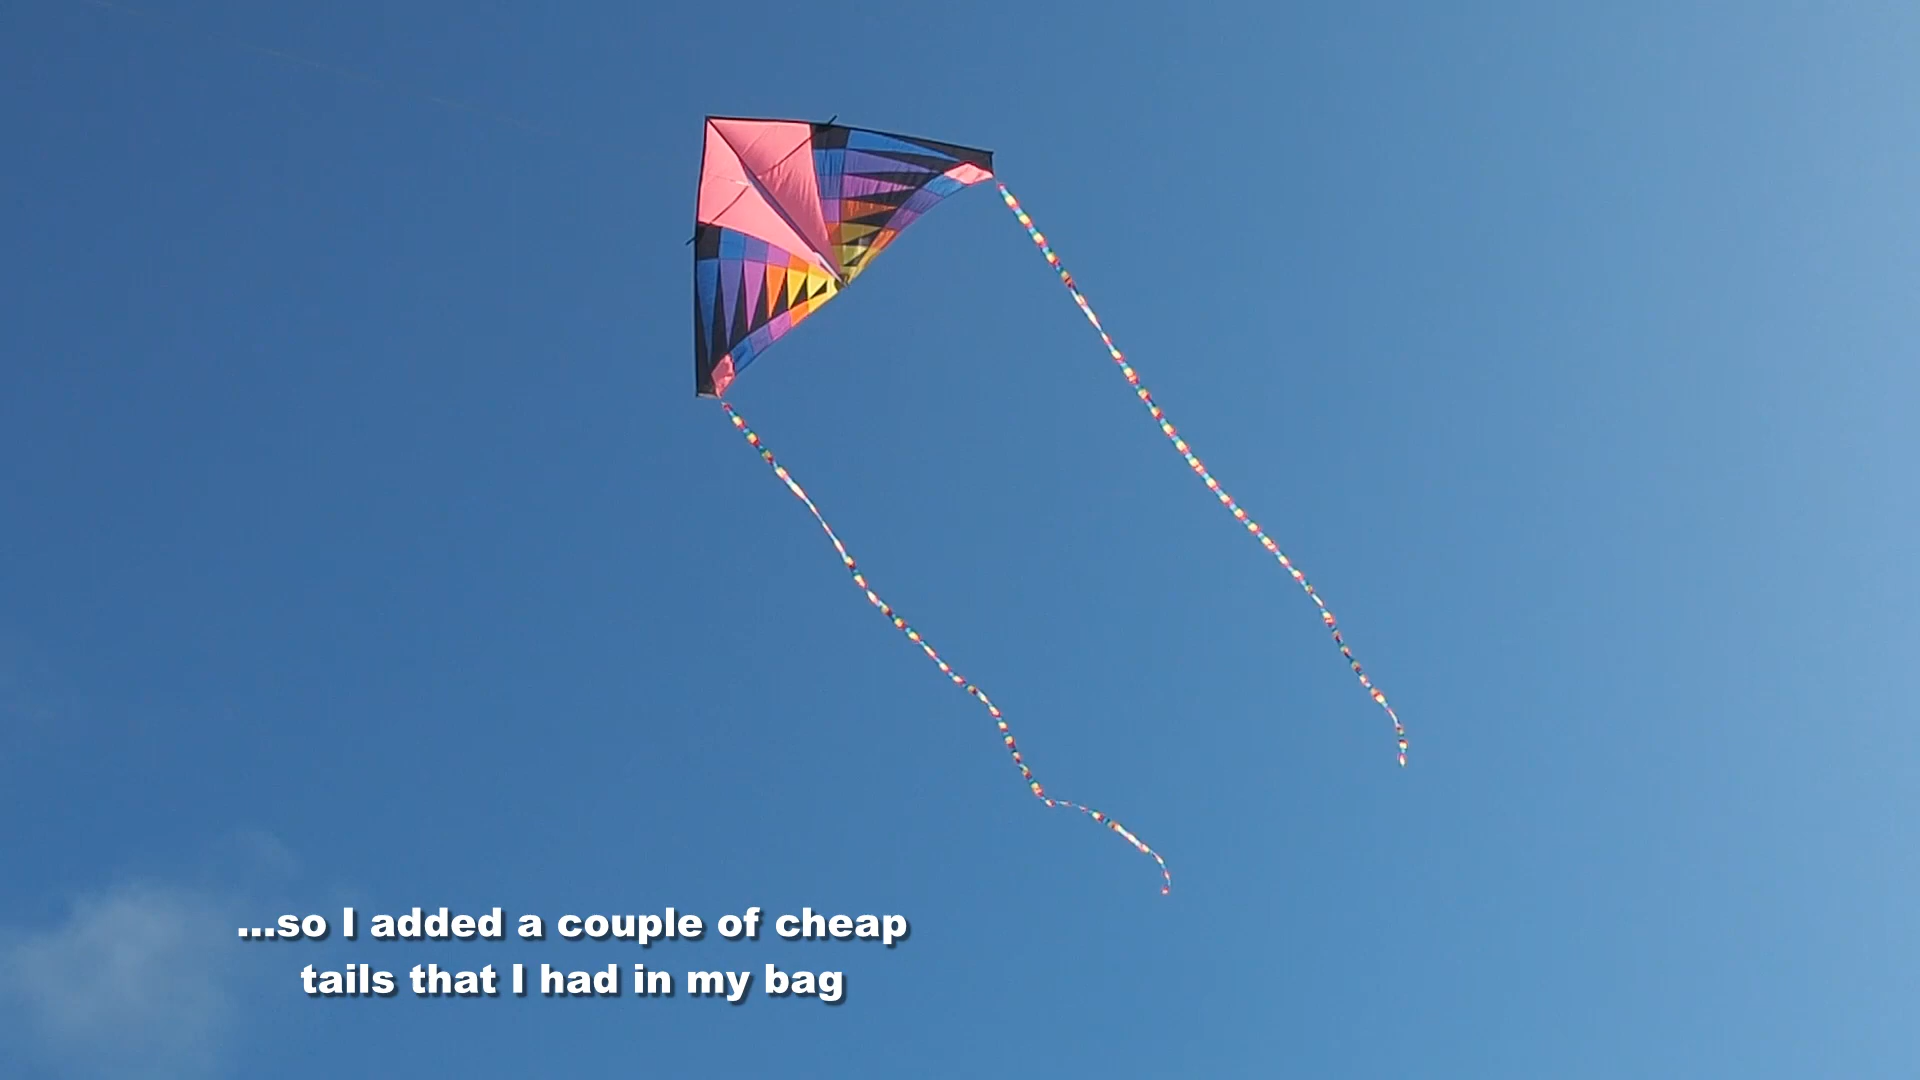 ...so I added a couple of cheap
tails that I had in my bag